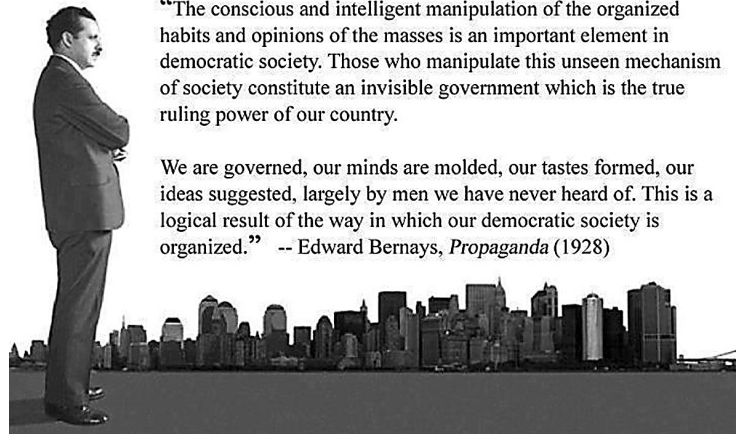 “The conscious and intelligent manipulation of the organized
habits and opinions of the masses is an important element in
democratic society. Those who manipulate this unseen mechanism
of society constitute an invisible government which is the true
ruling power of our country.
We are governed, our minds are molded, our tastes formed, our
ideas suggested, largely by men we have never heard of. This is a
logical result of the way in which our democratic society is
organized.” -- Edward Bernays, Propaganda (1928)